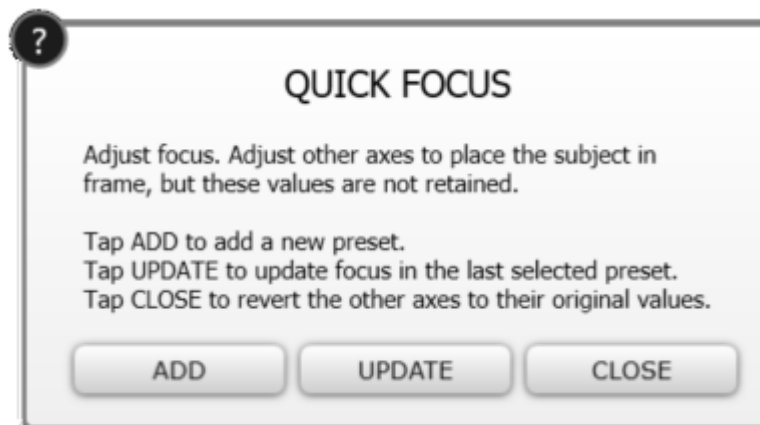 ?
QUICK FOCUS
Adjust focus. Adjust other axes to place the subject in
frame, but these values are not retained.
Tap ADD to add a new preset.
Tap UPDATE to update focus in the last selected preset.
Tap CLOSE to revert the other axes to their original values.
ADD UPDATE CLOSE